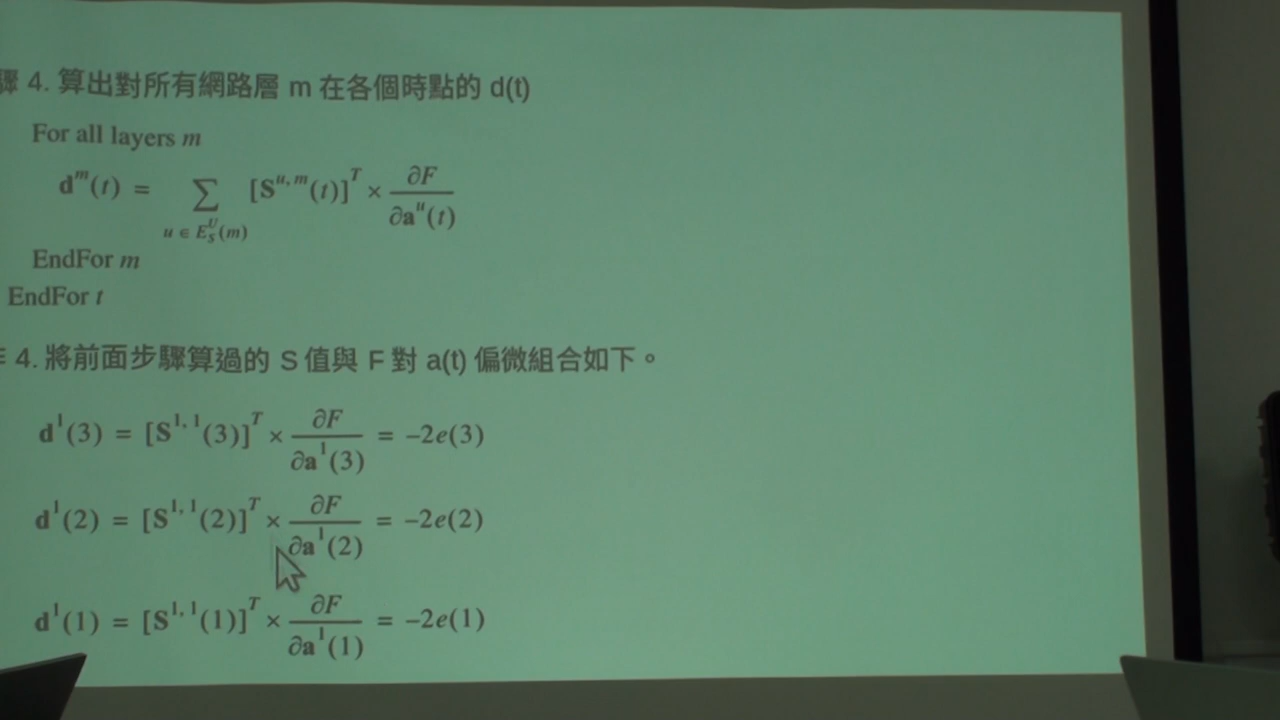 驟 4. 算出對所有網路層 m 在各個時點的 d(t)
For all layers m
d^m(t) = ∑_{u ∈ E_S^U(m)} [S^{u,m}(t)]^T × ∂F/∂a^u(t)
EndFor m
EndFor t
4. 將前面步驟算過的 S 值與 F 對 a(t) 偏微組合如下。
d^1(3) = [S^{1,1}(3)]^T × ∂F/∂a^1(3) = –2e(3)
d^1(2) = [S^{1,1}(2)]^T × ∂F/∂a^1(2) = –2e(2)
d^1(1) = [S^{1,1}(1)]^T × ∂F/∂a^1(1) = –2e(1)